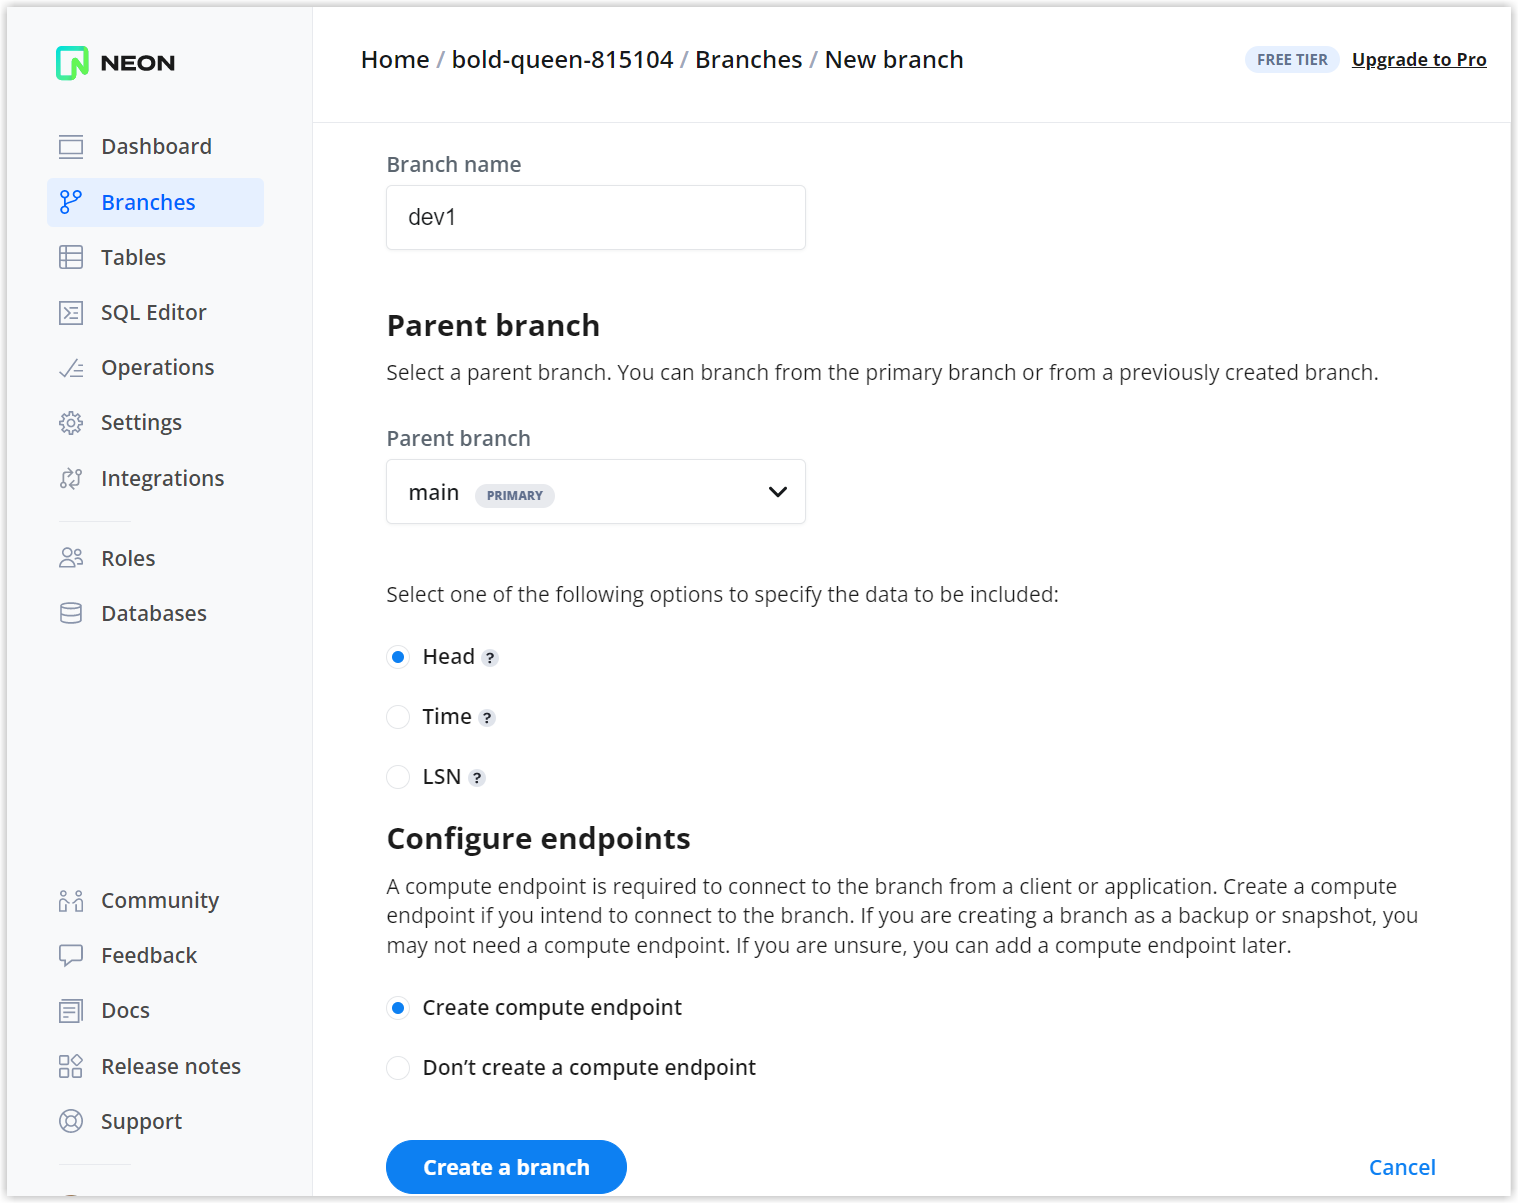 NEON
Home / bold-queen-815104 / Branches / New branch
FREE TIER
Upgrade to Pro
Dashboard
Branches
Tables
SQL Editor
Operations
Settings
Integrations
Roles
Databases
Community
Feedback
Docs
Release notes
Support
Branch name
dev1
Parent branch
Select a parent branch. You can branch from the primary branch or from a previously created branch.
Parent branch
main PRIMARY
Select one of the following options to specify the data to be included:
Head ?
Time ?
LSN ?
Configure endpoints
A compute endpoint is required to connect to the branch from a client or application. Create a compute
endpoint if you intend to connect to the branch. If you are creating a branch as a backup or snapshot, you
may not need a compute endpoint. If you are unsure, you can add a compute endpoint later.
Create compute endpoint
Don’t create a compute endpoint
Create a branch
Cancel